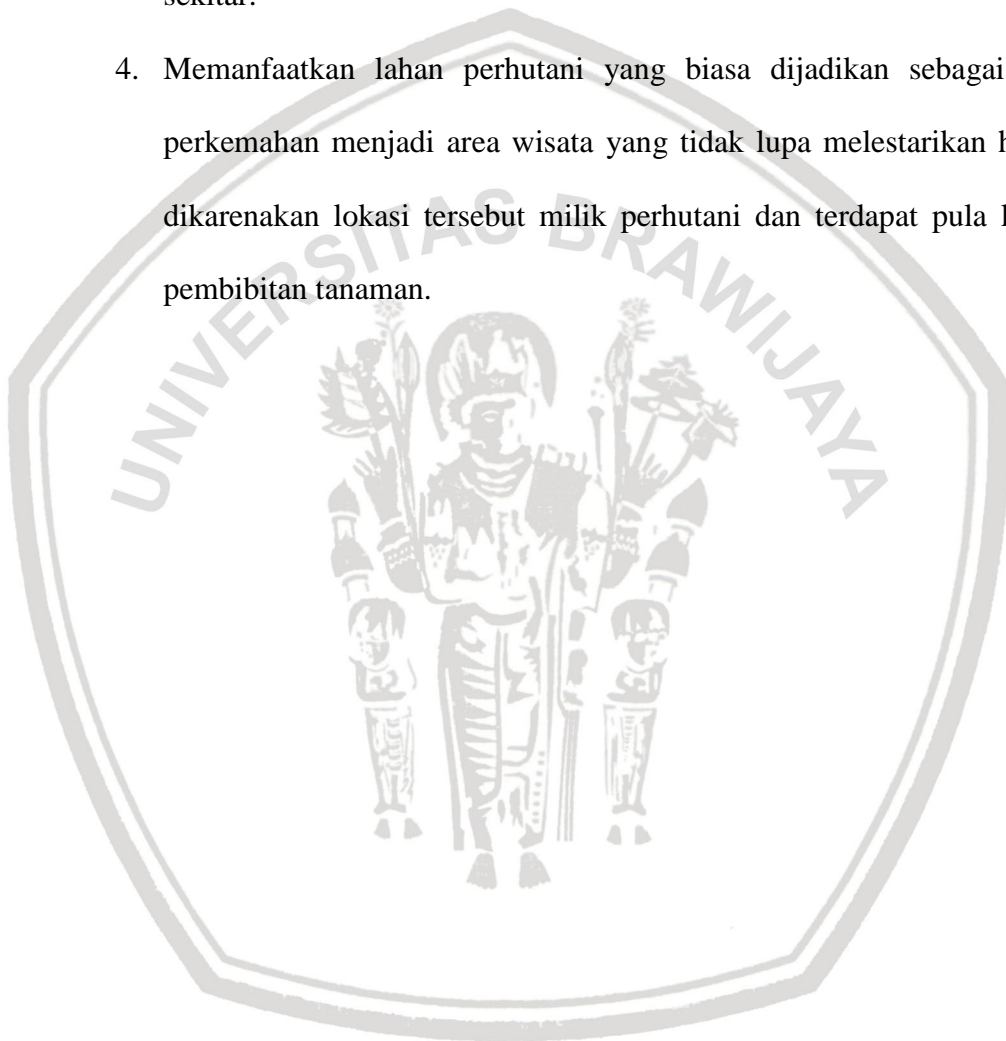 sekitar.
4. Memanfaatkan lahan perhutani yang biasa dijadikan sebagai
perkemahan menjadi area wisata yang tidak lupa melestarikan
dikarenakan lokasi tersebut milik perhutani dan terdapat pula
pembibitan tanaman.
UNIVERSITAS BRAWIJAYA